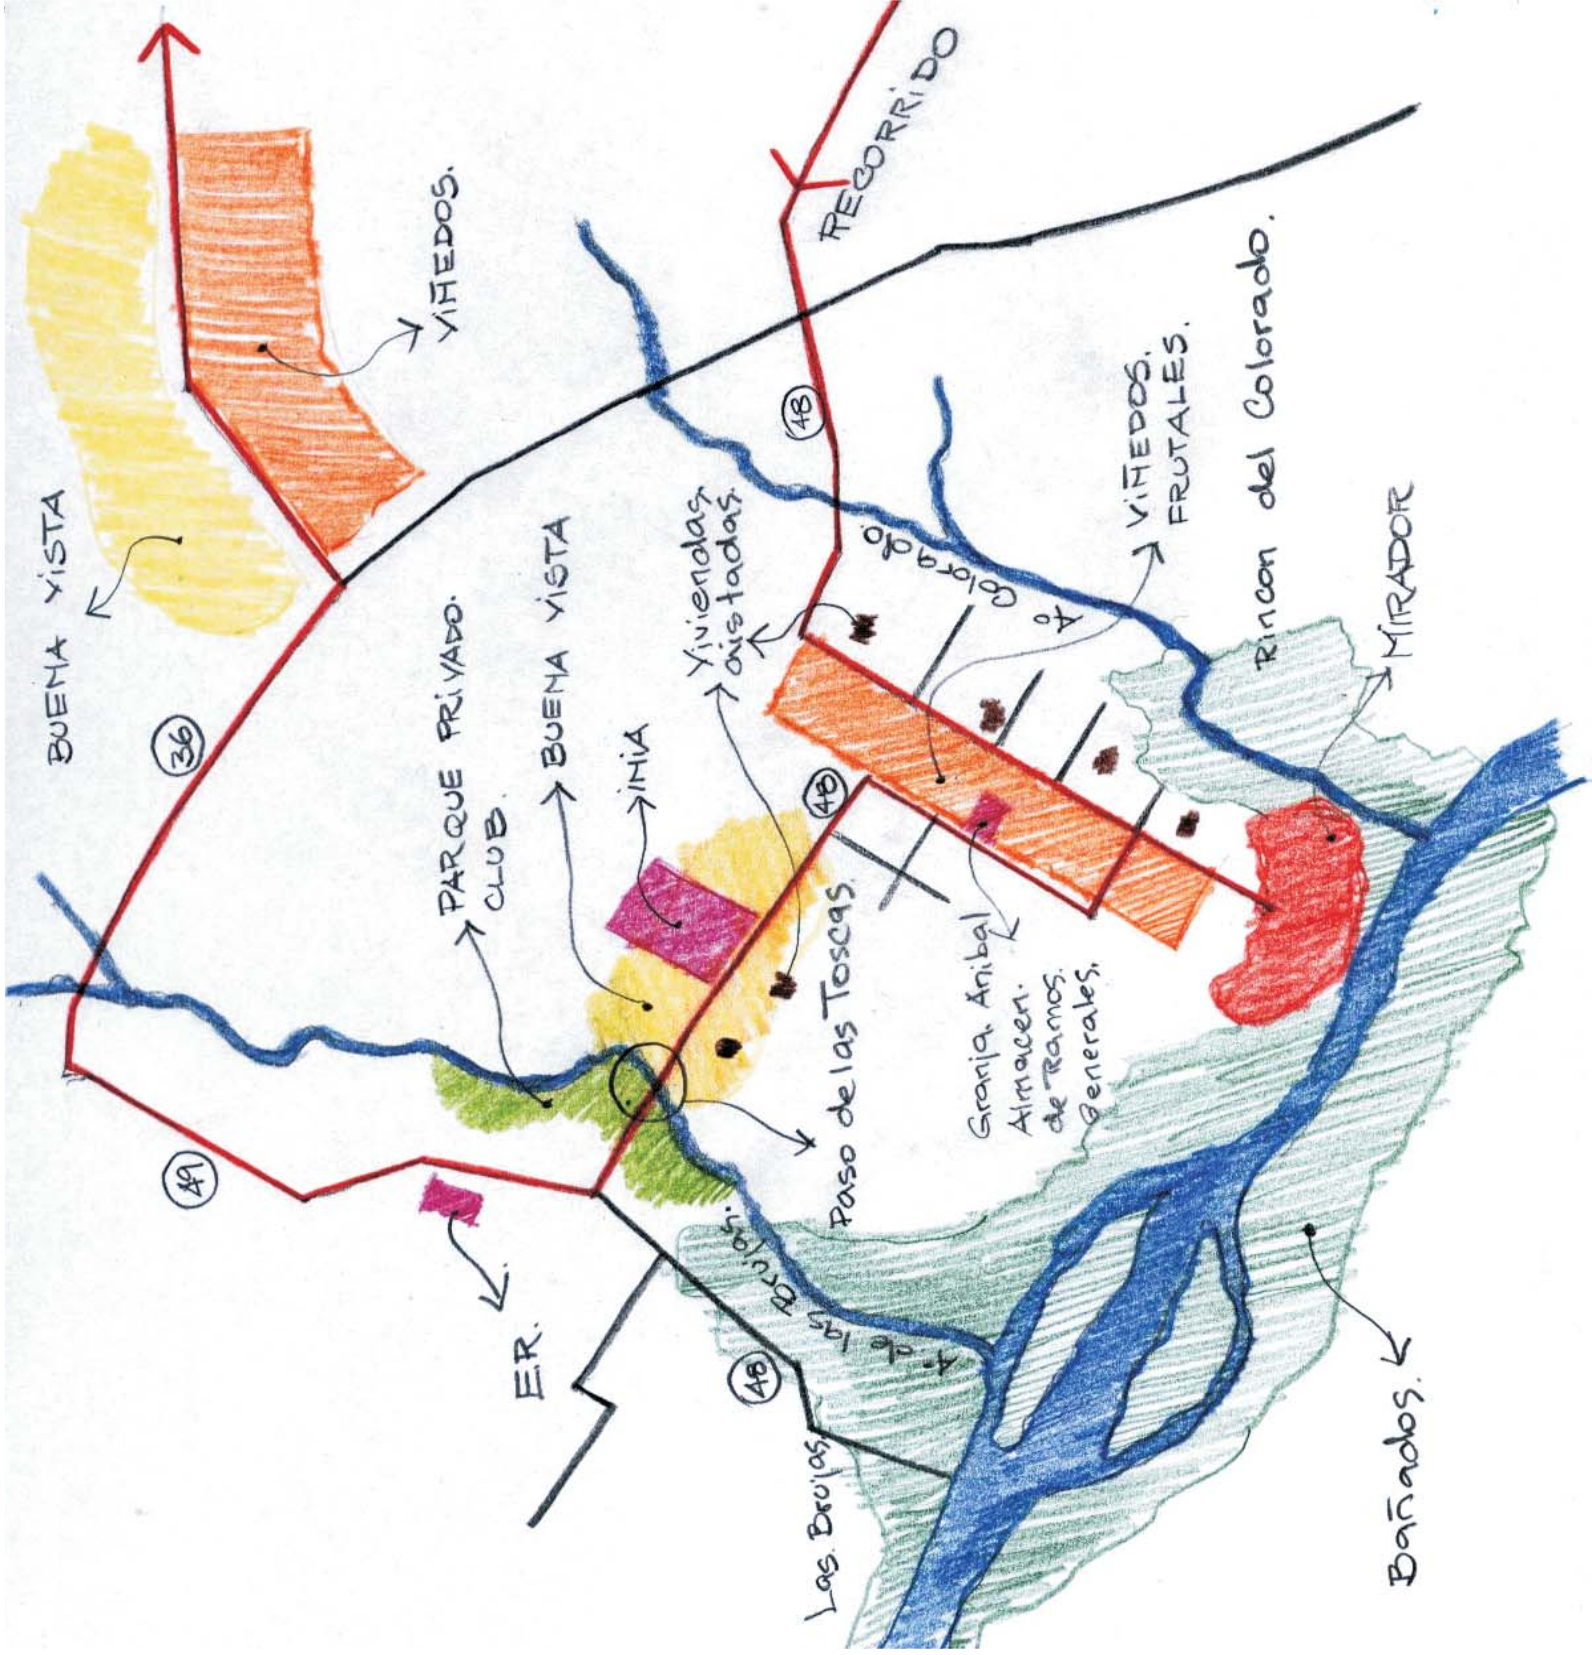 BUENA VISTA
36
VIÑEDOS.
RECORRIDO
48
PARQUE PRIVADO.
CLUB.
BUENA VISTA
INIA
Viviendas
48
VIÑEDOS.
FRUTALES.
Rincon del Colorado.
MIRADOR
Aº Colorado
49
ER.
Paso de las Toscas.
Granja Anibal
Almacen.
de Ramos.
Generales.
Aº de las Brujas.
48
Las Brujas.
Bañados.